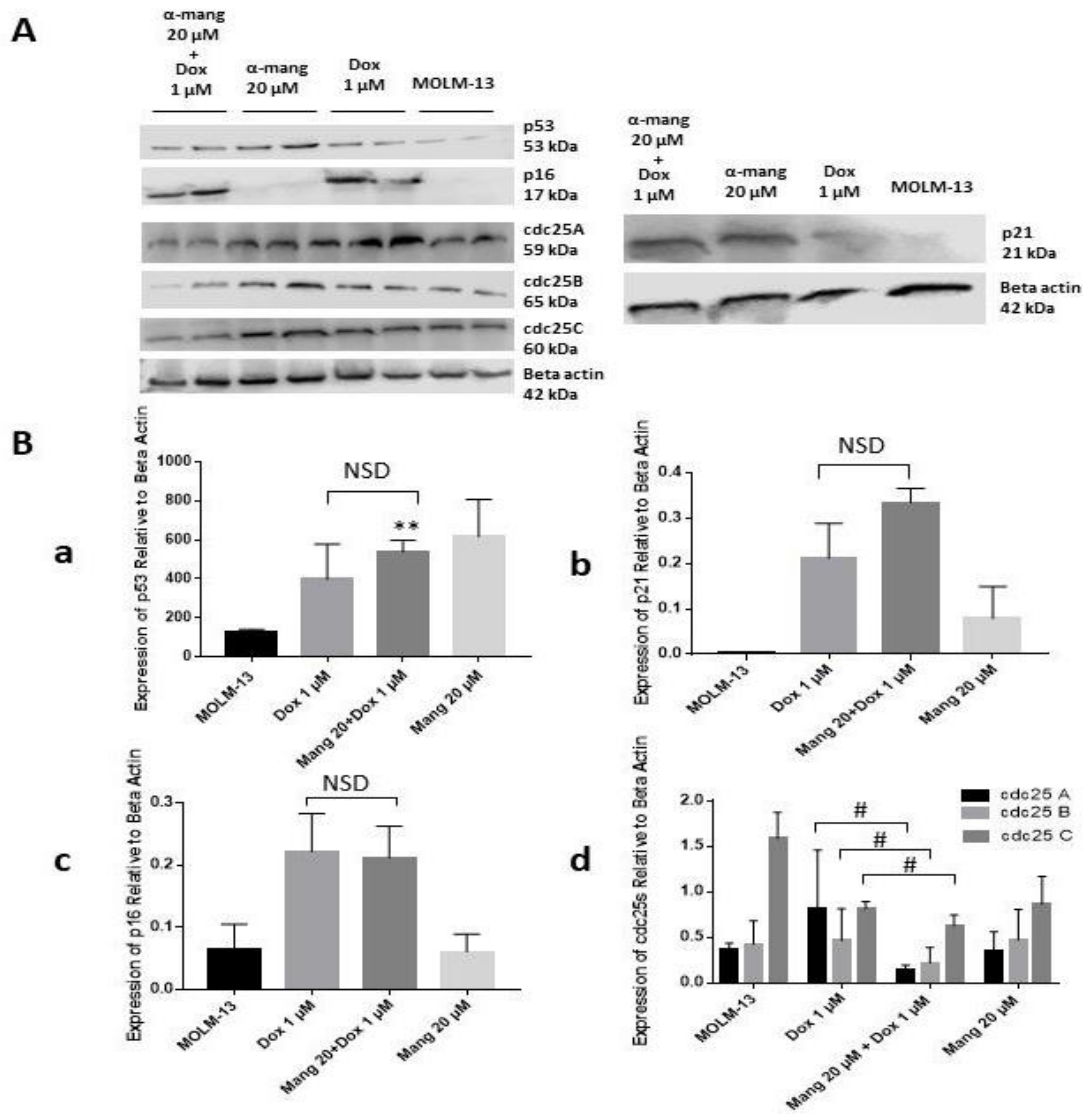 A
α-mang
20 μM
+
Dox
1 μM
α-mang
20 μM
Dox
1 μM
MOLM-13
p53
53 kDa
p16
17 kDa
cdc25A
59 kDa
cdc25B
65 kDa
cdc25C
60 kDa
Beta actin
42 kDa
α-mang
20 μM
+
Dox
1 μM
α-mang
20 μM
Dox
1 μM
MOLM-13
p21
21 kDa
Beta actin
42 kDa
B
a
Expression of p53 Relative to Beta Actin
1000
800
600
400
200
0
NSD
**
MOLM-13
Dox 1 μM
Mang 20+Dox 1 μM
Mang 20 μM
b
Expression of p21 Relative to Beta Actin
0.4
0.3
0.2
0.1
0.0
NSD
MOLM-13
Dox 1 μM
Mang 20+Dox 1 μM
Mang 20 μM
c
Expression of p16 Relative to Beta Actin
0.3
0.2
0.1
0.0
NSD
MOLM-13
Dox 1 μM
Mang 20+Dox 1 μM
Mang 20 μM
d
Expression of cdc25s Relative to Beta Actin
2.0
1.5
1.0
0.5
0.0
#
#
#
cdc25 A
cdc25 B
cdc25 C
MOLM-13
Dox 1 μM
Mang 20 μM + Dox 1 μM
Mang 20 μM